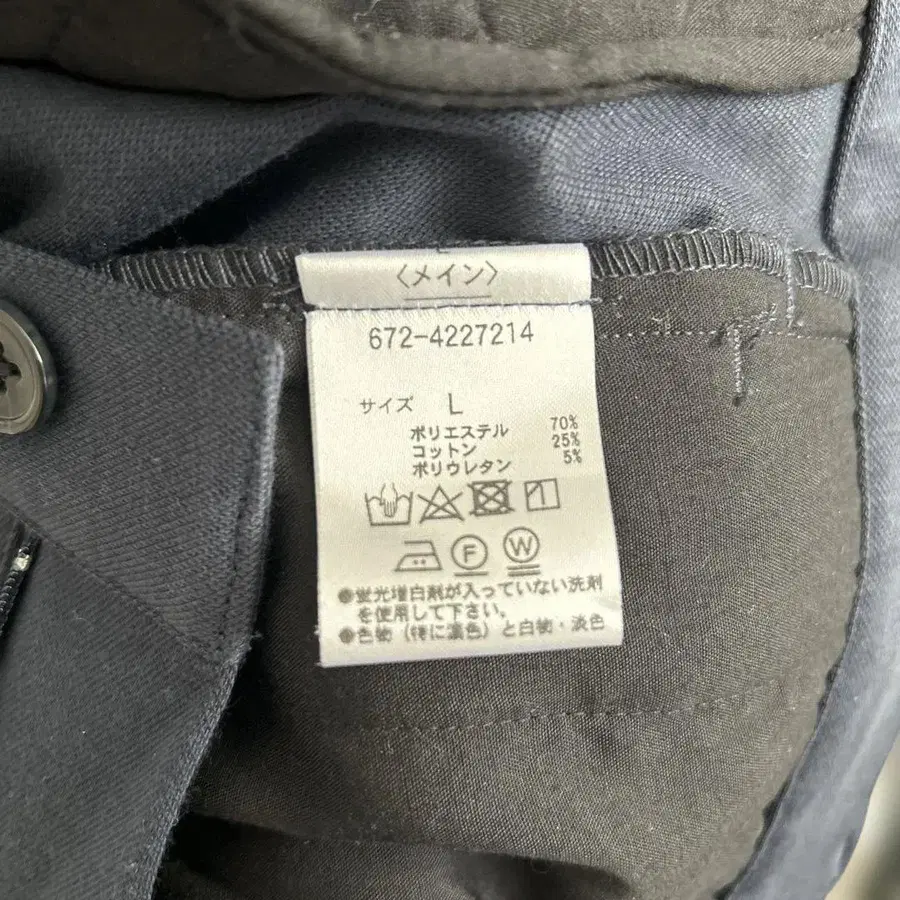 〈メイン〉
672-4227214
サイズ L
ポリエステル 70%
コットン 25%
ポリウレタン 5%
F W
●蛍光増白剤が入っていない洗剤
を使用して下さい。
●色物（特に濃色）と白物・淡色